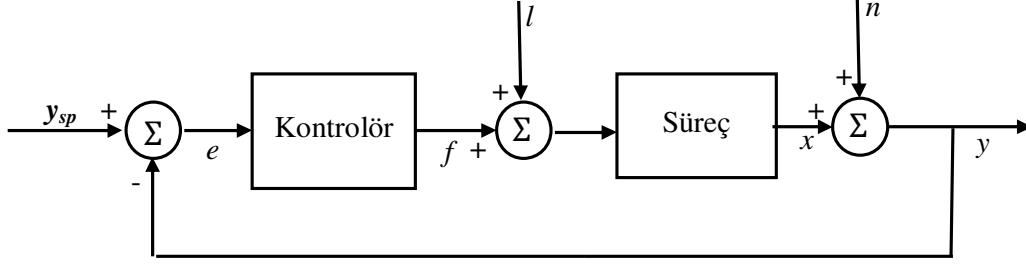 l
n
+
+
y_sp
+
Σ
e
Kontrolör
f
+
Σ
Süreç
+
x
Σ
y
-